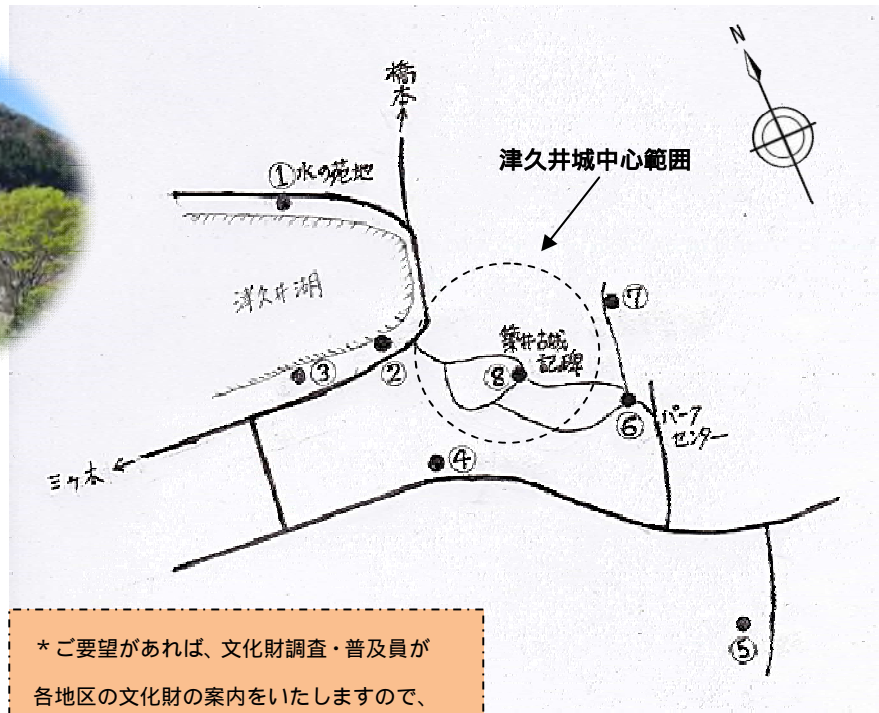 N
橋本
津久井城中心範囲
①水の苑地
津久井湖
⑦
築井古城
記碑
⑧
②
③
⑥
パーク
センター
三ケ木
④
⑤
*ご要望があれば、文化財調査・普及員が
各地区の文化財の案内をいたしますので、